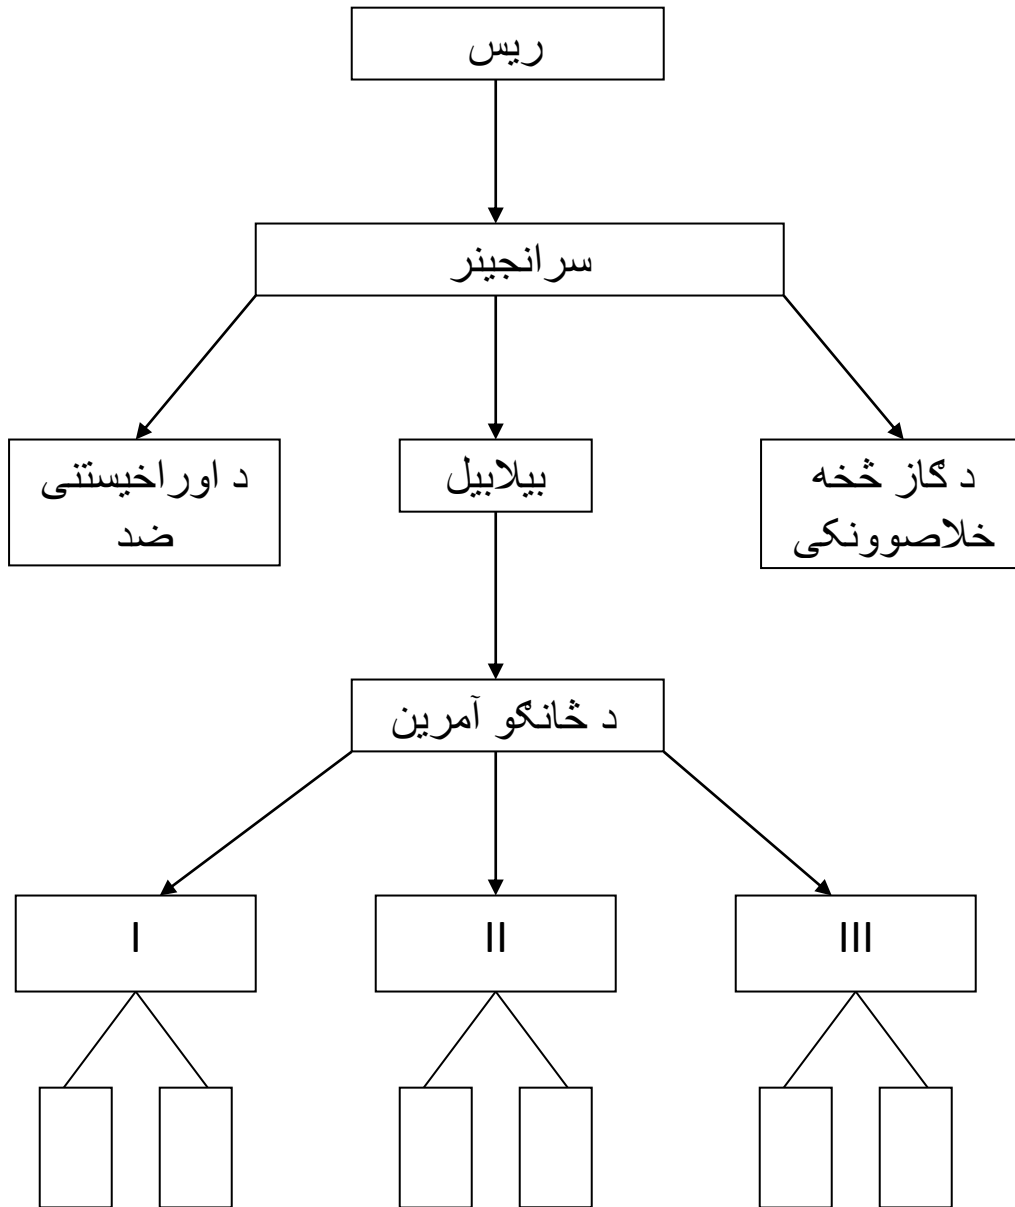 ریس
سرانجینر
د ګاز څخه
خلاصوونکی
بیلابیل
د اوراخیستنی
ضد
د څانګو آمرین
I
II
III